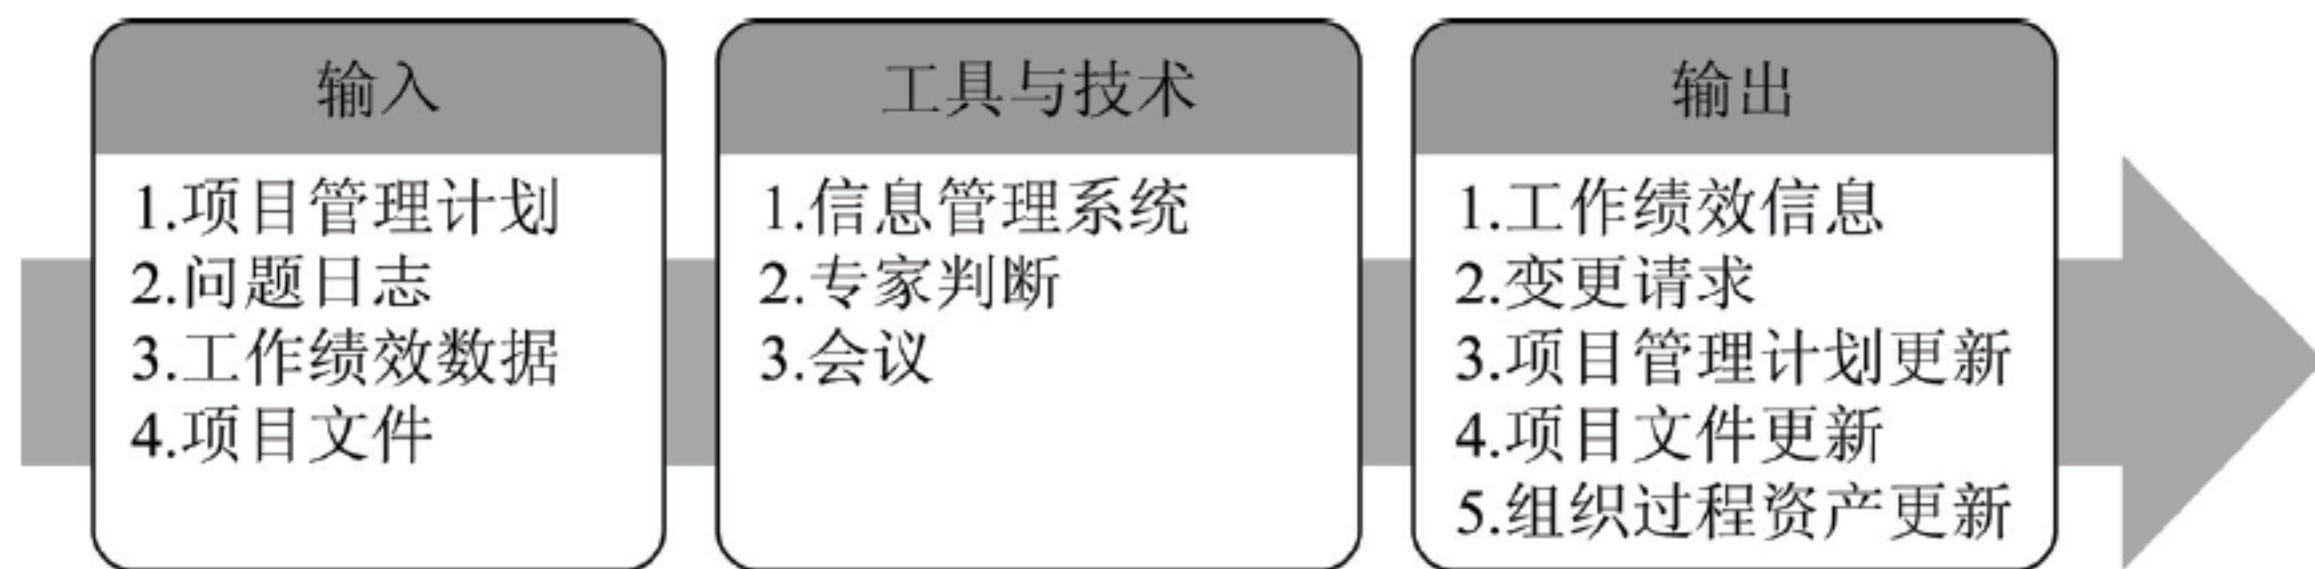 输入
1.项目管理计划
2.问题日志
3.工作绩效数据
4.项目文件
工具与技术
1.信息管理系统
2.专家判断
3.会议
输出
1.工作绩效信息
2.变更请求
3.项目管理计划更新
4.项目文件更新
5.组织过程资产更新